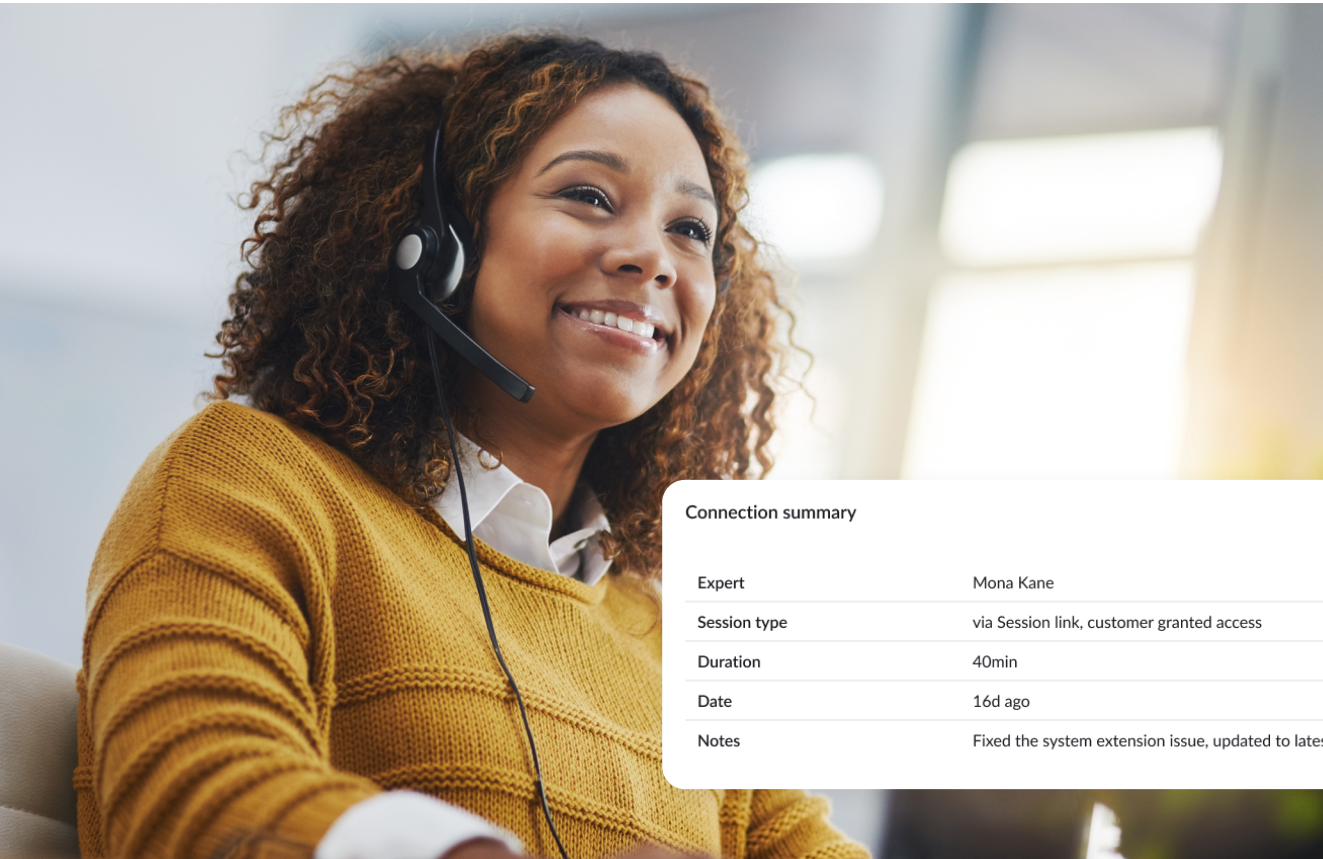 Connection summary
Expert Mona Kane
Session type via Session link, customer granted access
Duration 40min
Date 16d ago
Notes Fixed the system extension issue, updated to